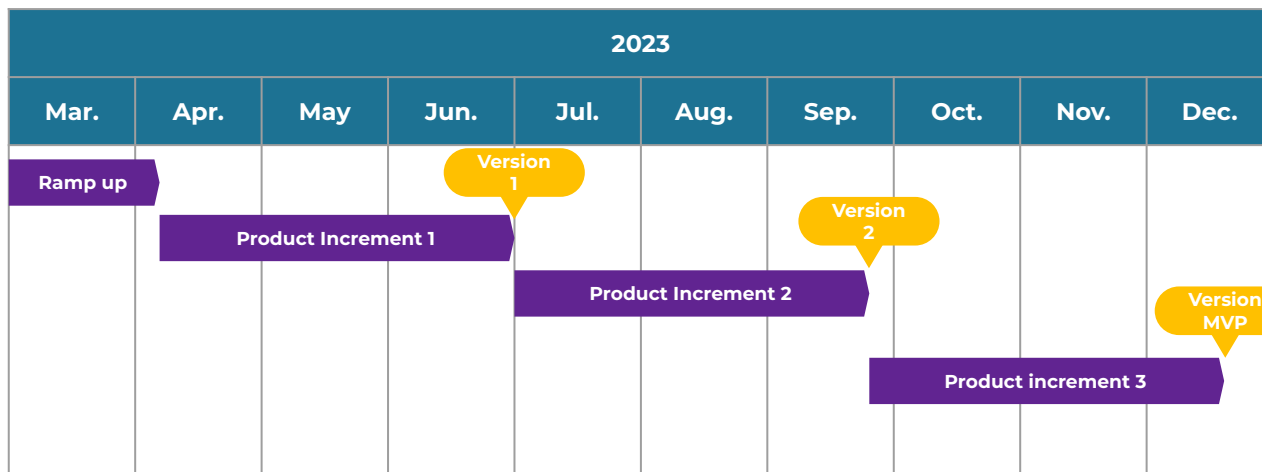 2023
Mar.
Apr.
May
Jun.
Jul.
Aug.
Sep.
Oct.
Nov.
Dec.
Ramp up
Version
1
Product Increment 1
Version
2
Product Increment 2
Version
MVP
Product increment 3